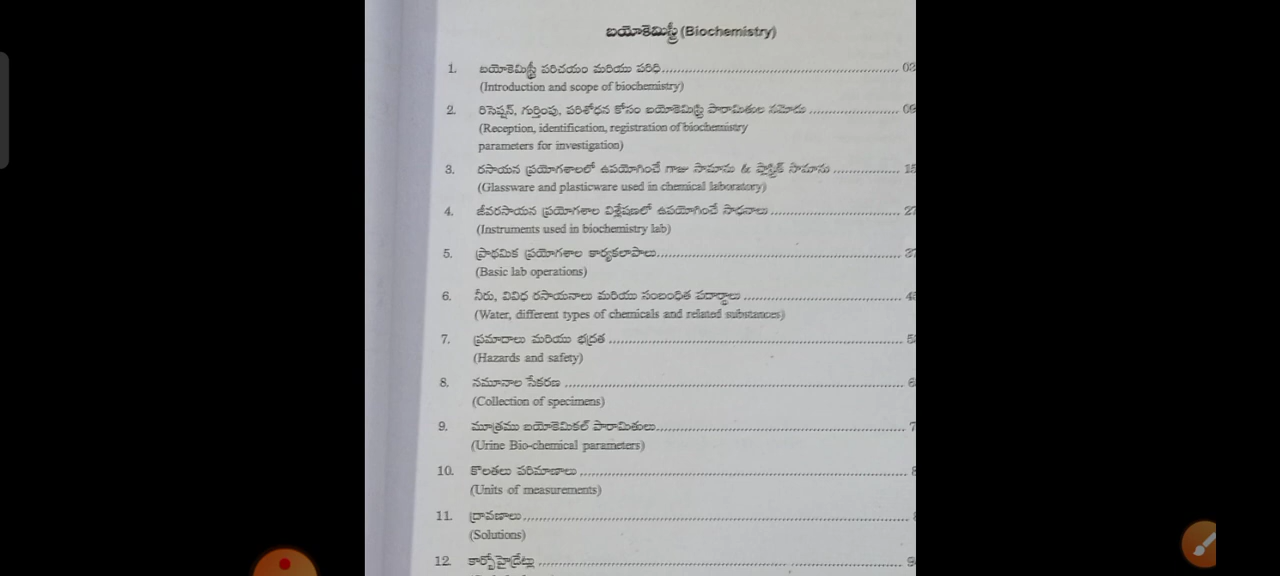 బయోకెమిస్ట్రీ (Biochemistry)
1. బయోకెమిస్ట్రీ పరిచయం మరియు పరిధి
(Introduction and scope of biochemistry)
2. రిసెప్షన్, గుర్తింపు, పరిశోధన కోసం బయోకెమిస్ట్రీ పారామితుల నమోదు
(Reception, identification, registration of biochemistry
parameters for investigation)
3. రసాయన ప్రయోగశాలలో ఉపయోగించే గాజు సామాను & ప్లాస్టిక్ సామాను
(Glassware and plasticware used in chemical laboratory)
4. జీవరసాయన ప్రయోగశాల విశ్లేషణలో ఉపయోగించే సాధనాలు
(Instruments used in biochemistry lab)
5. ప్రాథమిక ప్రయోగశాల కార్యకలాపాలు
(Basic lab operations)
6. నీరు, వివిధ రసాయనాలు మరియు సంబంధిత పదార్థాలు
(Water, different types of chemicals and related substances)
7. ప్రమాదాలు మరియు భద్రత
(Hazards and safety)
8. నమూనాల సేకరణ
(Collection of specimens)
9. మూత్రము బయోకెమికల్ పారామితులు
(Urine Bio-chemical parameters)
10. కొలతలు పరిమాణాలు
(Units of measurements)
11. ద్రావణాలు
(Solutions)
12. కార్బోహైడ్రేట్లు